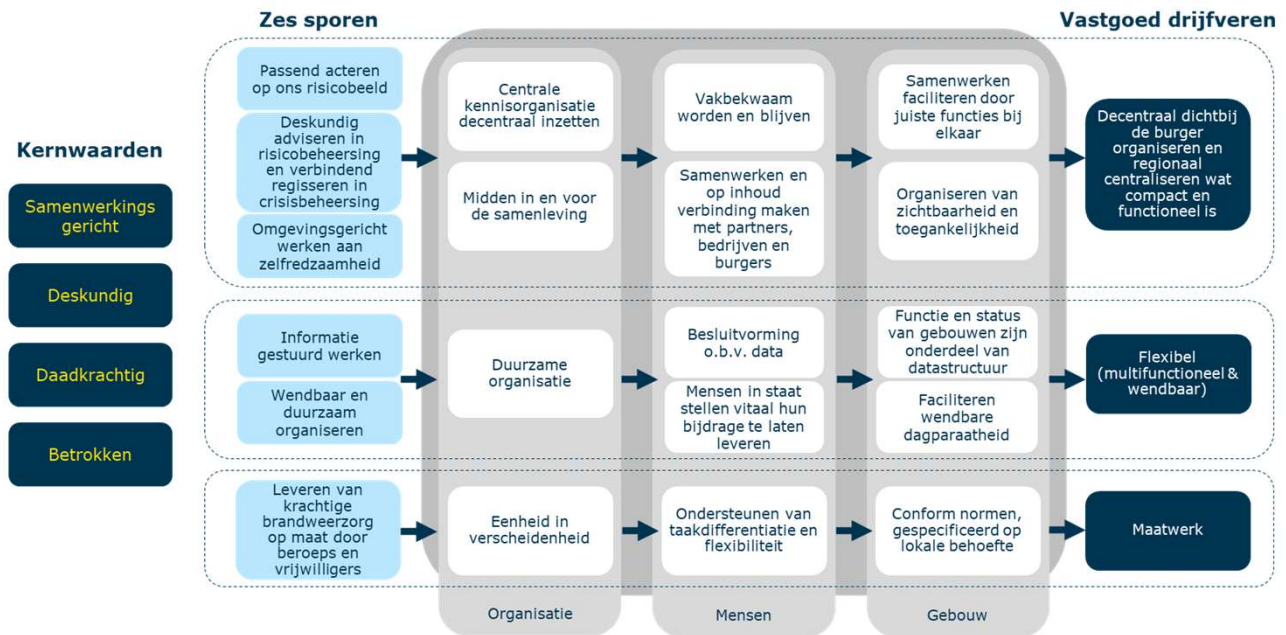 Zes sporen
Vastgoed drijfveren
Kernwaarden
Samenwerkings
gericht
Deskundig
Daadkrachtig
Betrokken
Passend acteren
op ons risicobeeld
Deskundig
adviseren in
risicobeheersing
en verbindend
regisseren in
crisisbeheersing
Omgevingsgericht
werken aan
zelfredzaamheid
Centrale
kennisorganisatie
decentraal inzetten
Midden in en voor
de samenleving
Vakbekwaam
worden en blijven
Samenwerken en
op inhoud
verbinding maken
met partners,
bedrijven en
burgers
Samenwerken
faciliteren door
juiste functies bij
elkaar
Organiseren van
zichtbaarheid en
toegankelijkheid
Decentraal dichtbij
de burger
organiseren en
regionaal
centraliseren wat
compact en
functioneel is
Informatie
gestuurd werken
Wendbaar en
duurzaam
organiseren
Duurzame
organisatie
Besluitvorming
o.b.v. data
Mensen in staat
stellen vitaal hun
bijdrage te laten
leveren
Functie en status
van gebouwen zijn
onderdeel van
datastructuur
Faciliteren
wendbare
dagparaatheid
Flexibel
(multifunctioneel &
wendbaar)
Leveren van
krachtige
brandweerzorg
op maat door
beroeps en
vrijwilligers
Eenheid in
verscheidenheid
Ondersteunen van
taakdifferentiatie en
flexibiliteit
Conform normen,
gespecificeerd op
lokale behoefte
Maatwerk
Organisatie
Mensen
Gebouw